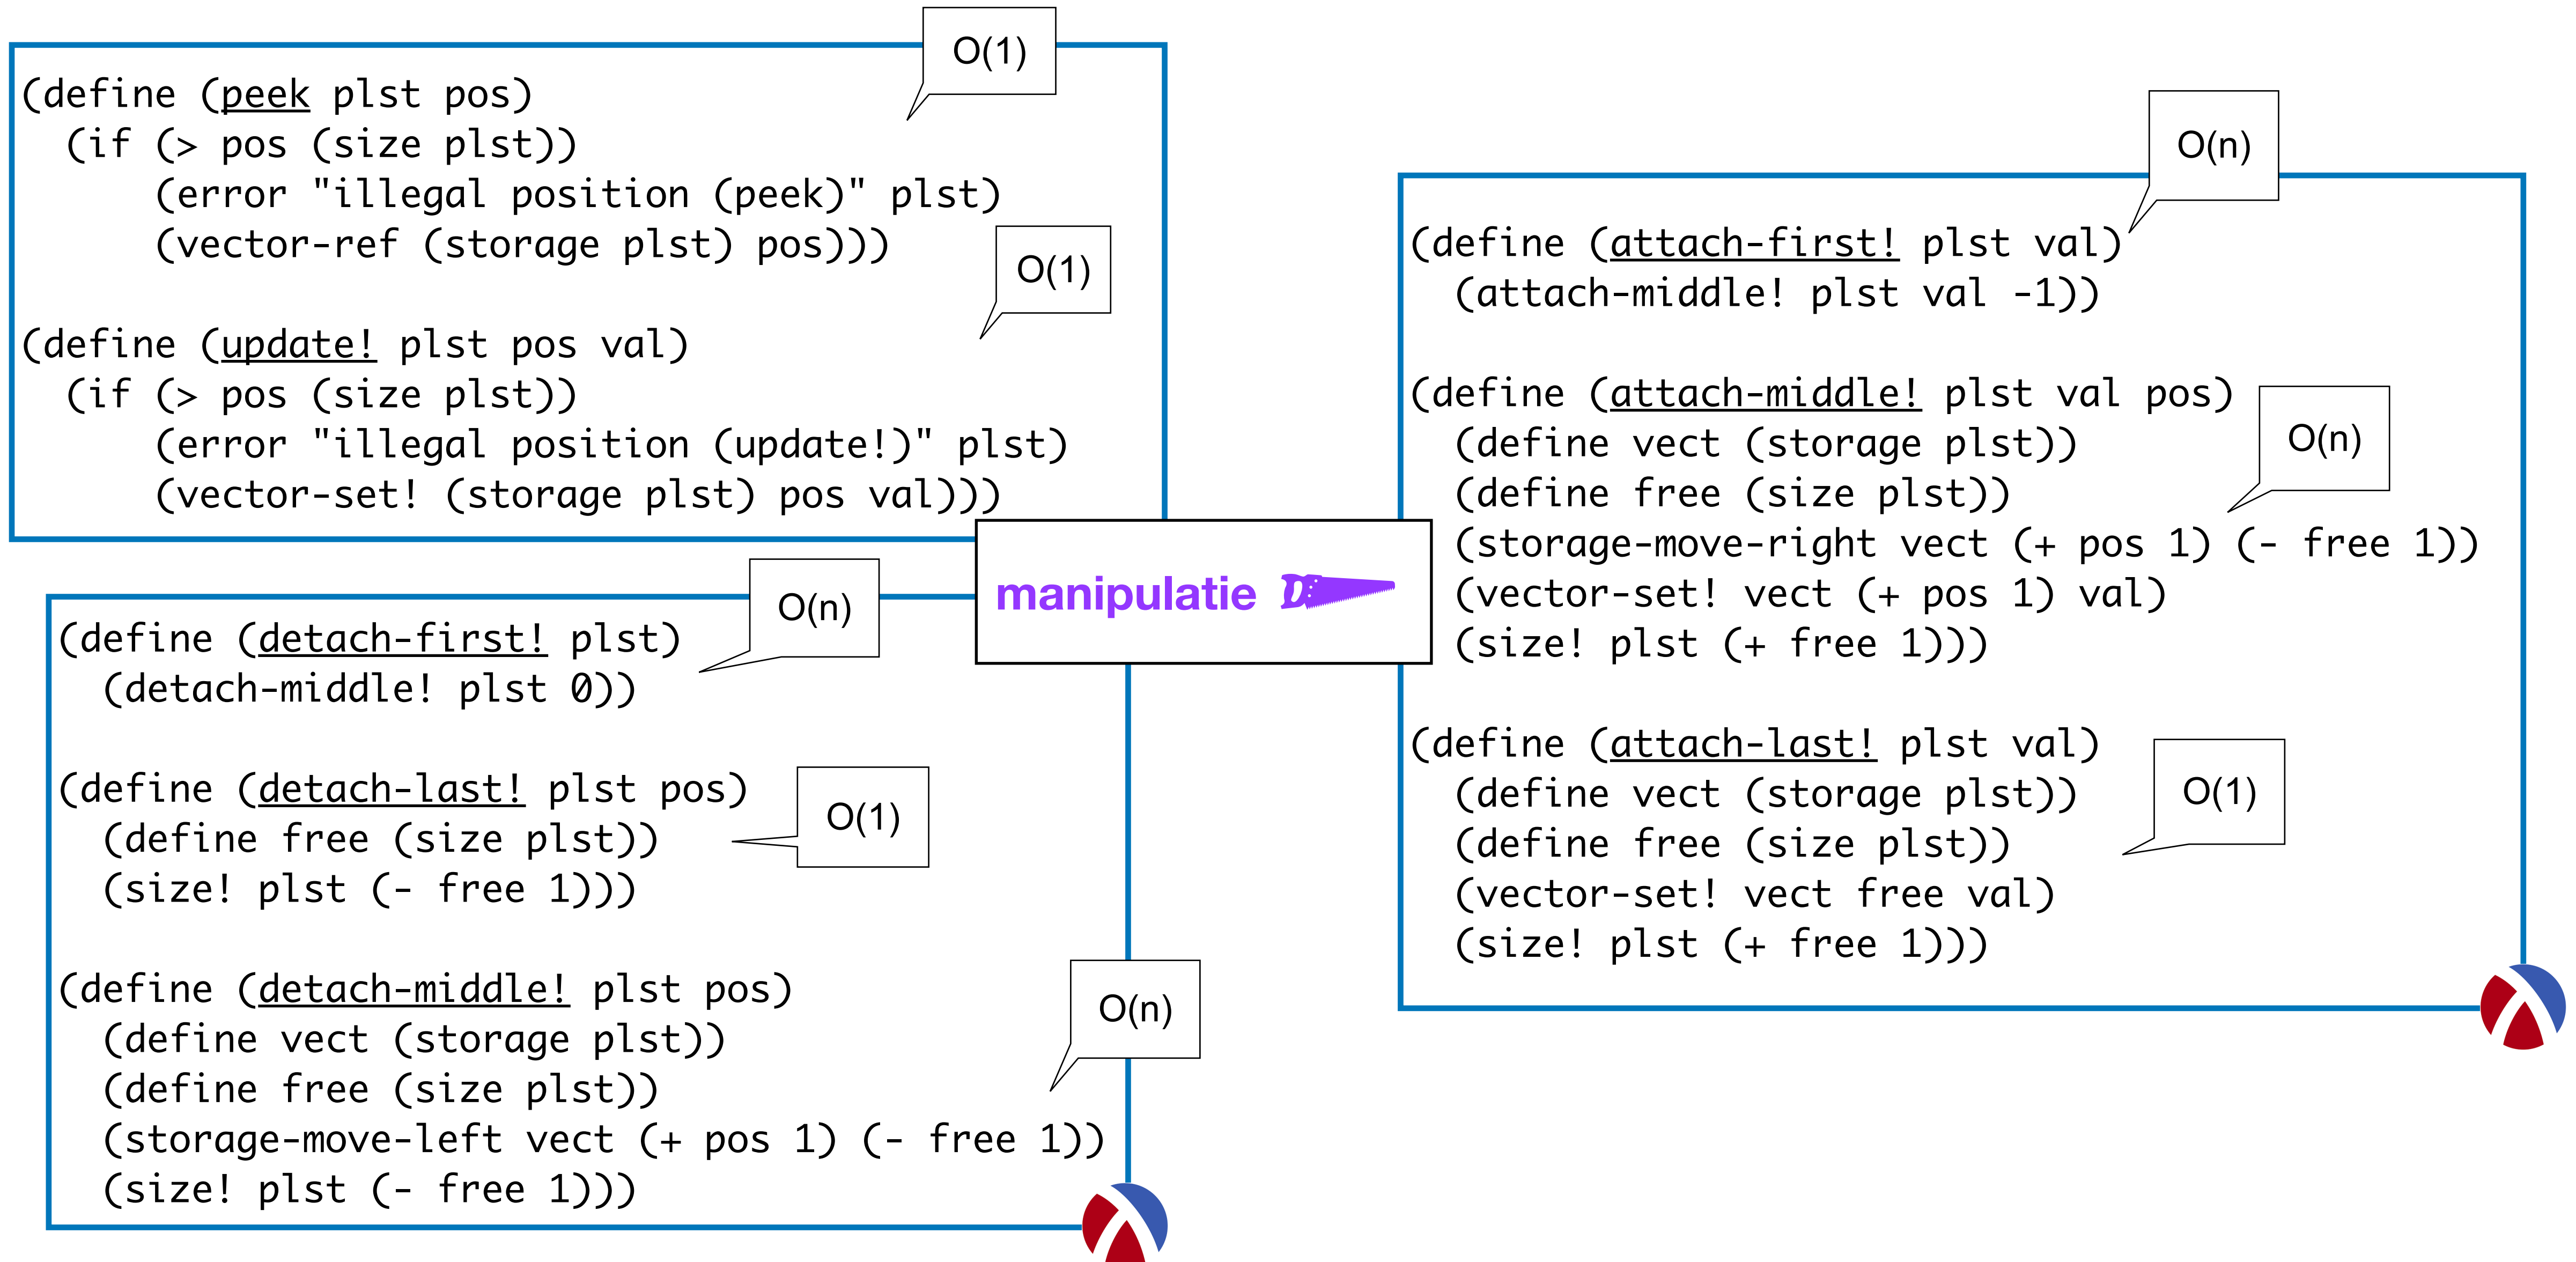 O(1)
(define (peek plst pos)
  (if (> pos (size plst))
      (error "illegal position (peek)" plst)
      (vector-ref (storage plst) pos)))
O(1)
(define (update! plst pos val)
  (if (> pos (size plst))
      (error "illegal position (update!)" plst)
      (vector-set! (storage plst) pos val)))
manipulatie
O(n)
(define (detach-first! plst)
  (detach-middle! plst 0))
(define (detach-last! plst pos)
  (define free (size plst))
  (size! plst (- free 1)))
O(1)
(define (detach-middle! plst pos)
  (define vect (storage plst))
  (define free (size plst))
  (storage-move-left vect (+ pos 1) (- free 1))
  (size! plst (- free 1)))
O(n)
O(n)
(define (attach-first! plst val)
  (attach-middle! plst val -1))
(define (attach-middle! plst val pos)
  (define vect (storage plst))
  (define free (size plst))
  (storage-move-right vect (+ pos 1) (- free 1))
  (vector-set! vect (+ pos 1) val)
  (size! plst (+ free 1)))
O(n)
(define (attach-last! plst val)
  (define vect (storage plst))
  (define free (size plst))
  (vector-set! vect free val)
  (size! plst (+ free 1)))
O(1)